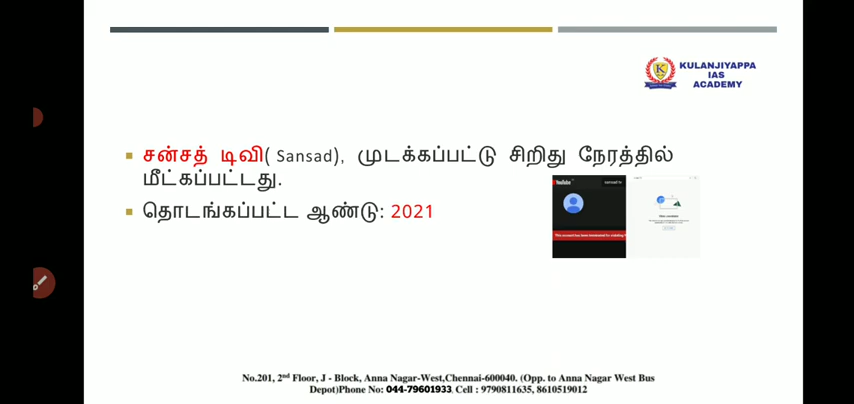 KULANJIYAPPA
IAS
ACADEMY
சன்சத் டிவி( Sansad), முடக்கப்பட்டு சிறிது நேரத்தில்
மீட்கப்பட்டது.
YouTube
தொடங்கப்பட்ட ஆண்டு: 2021
No.201, 2nd Floor, J - Block, Anna Nagar-West,Chennai-600040. (Opp. to Anna Nagar West Bus
Depot)Phone No: 044-79601933, Cell : 9790811635, 8610519012